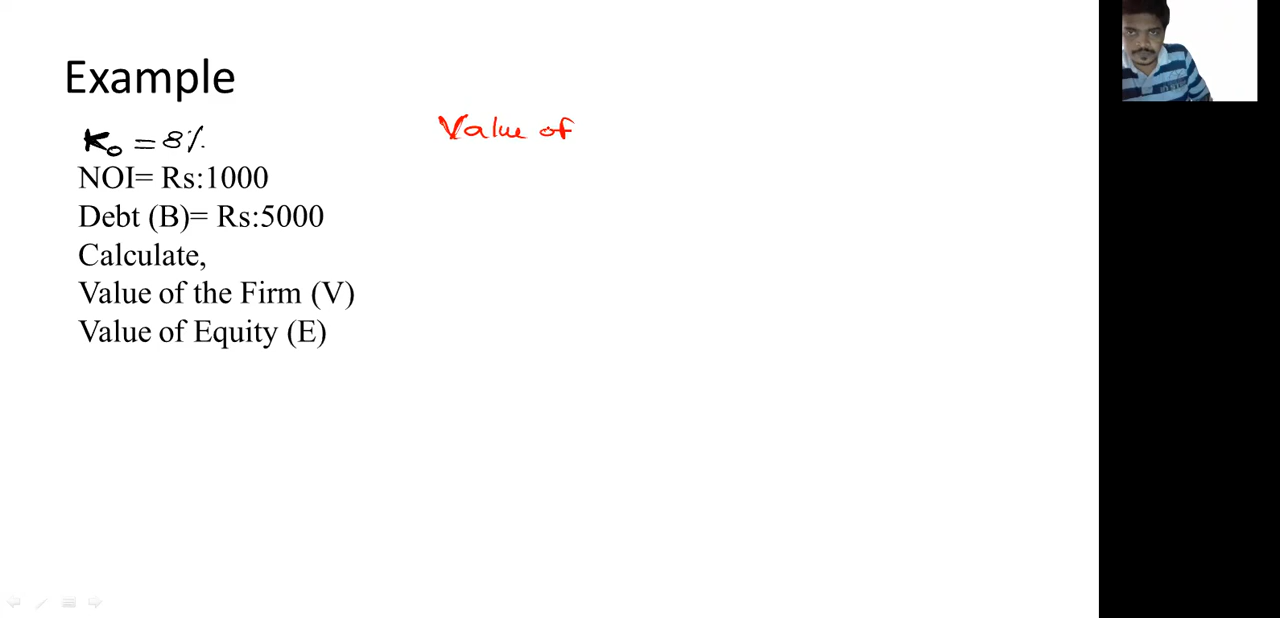 Example
K₀ = 8%
Value of
NOI= Rs:1000
Debt (B)= Rs:5000
Calculate,
Value of the Firm (V)
Value of Equity (E)